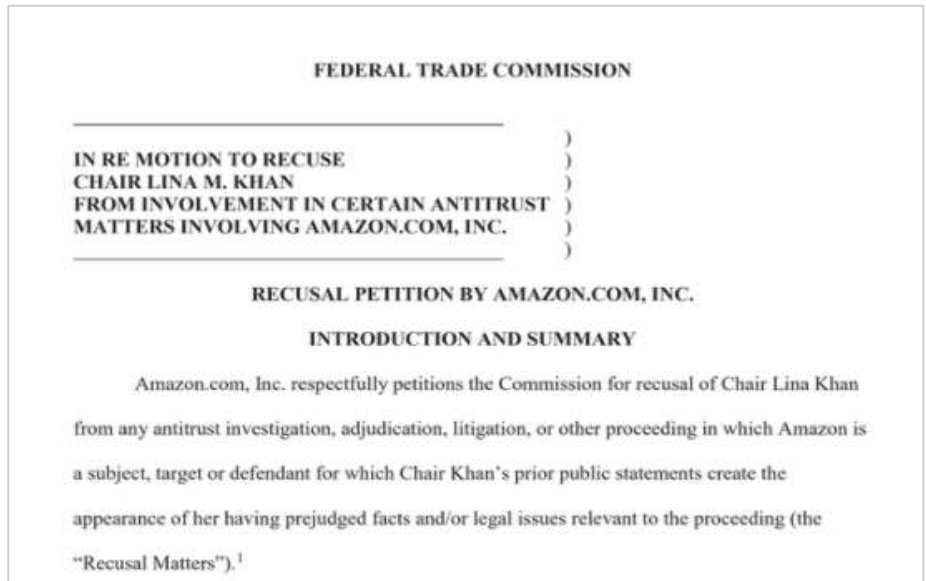 FEDERAL TRADE COMMISSION
)
IN RE MOTION TO RECUSE )
CHAIR LINA M. KHAN )
FROM INVOLVEMENT IN CERTAIN ANTITRUST )
MATTERS INVOLVING AMAZON.COM, INC. )
)
RECUSAL PETITION BY AMAZON.COM, INC.
INTRODUCTION AND SUMMARY
Amazon.com, Inc. respectfully petitions the Commission for recusal of Chair Lina Khan
from any antitrust investigation, adjudication, litigation, or other proceeding in which Amazon is
a subject, target or defendant for which Chair Khan’s prior public statements create the
appearance of her having prejudged facts and/or legal issues relevant to the proceeding (the
“Recusal Matters”).¹